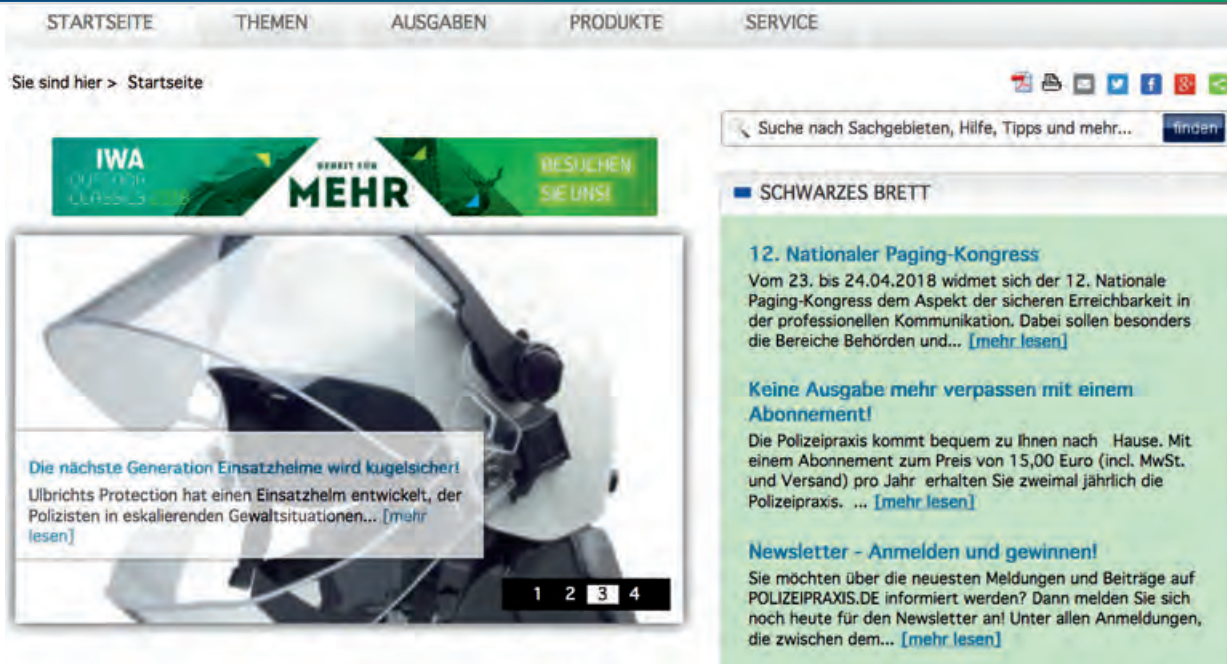 STARTSEITE THEMEN AUSGABEN PRODUKTE SERVICE
Sie sind hier > Startseite
Suche nach Sachgebieten, Hilfe, Tipps und mehr... finden
IWA
OUTDOOR
CLASSICS 2018
BEREIT FÜR
MEHR
BESUCHEN
SIE UNS!
Die nächste Generation Einsatzhelme wird kugelsicher!
Ulbrichts Protection hat einen Einsatzhelm entwickelt, der
Polizisten in eskalierenden Gewaltsituationen... [mehr
lesen]
1 2 3 4
SCHWARZES BRETT
12. Nationaler Paging-Kongress
Vom 23. bis 24.04.2018 widmet sich der 12. Nationale
Paging-Kongress dem Aspekt der sicheren Erreichbarkeit in
der professionellen Kommunikation. Dabei sollen besonders
die Bereiche Behörden und... [mehr lesen]
Keine Ausgabe mehr verpassen mit einem
Abonnement!
Die Polizeipraxis kommt bequem zu Ihnen nach Hause. Mit
einem Abonnement zum Preis von 15,00 Euro (incl. MwSt.
und Versand) pro Jahr erhalten Sie zweimal jährlich die
Polizeipraxis. ... [mehr lesen]
Newsletter - Anmelden und gewinnen!
Sie möchten über die neuesten Meldungen und Beiträge auf
POLIZEIPRAXIS.DE informiert werden? Dann melden Sie sich
noch heute für den Newsletter an! Unter allen Anmeldungen,
die zwischen dem... [mehr lesen]